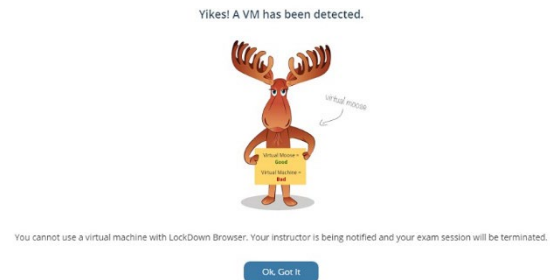 Yikes! A VM has been detected.
virtual moose
Virtual Moose =
Good
Virtual Machine =
Bad
You cannot use a virtual machine with LockDown Browser. Your instructor is being notified and your exam session will be terminated.
Ok, Got It